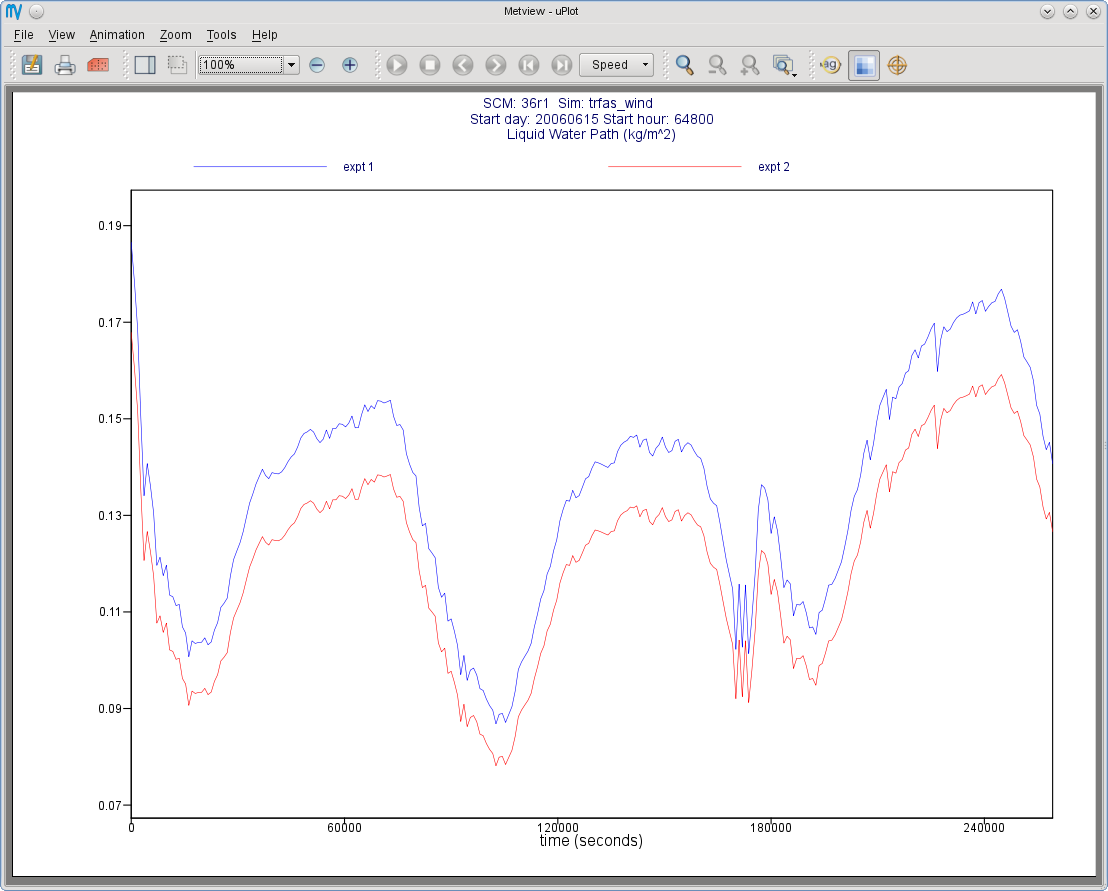 Metview - uPlot
File View Animation Zoom Tools Help
100% Speed ag
SCM: 36r1 Sim: trfas_wind
Start day: 20060615 Start hour: 64800
Liquid Water Path (kg/m^2)
expt 1 expt 2
0.19
0.17
0.15
0.13
0.11
0.09
0.07
0 60000 120000 180000 240000
time (seconds)